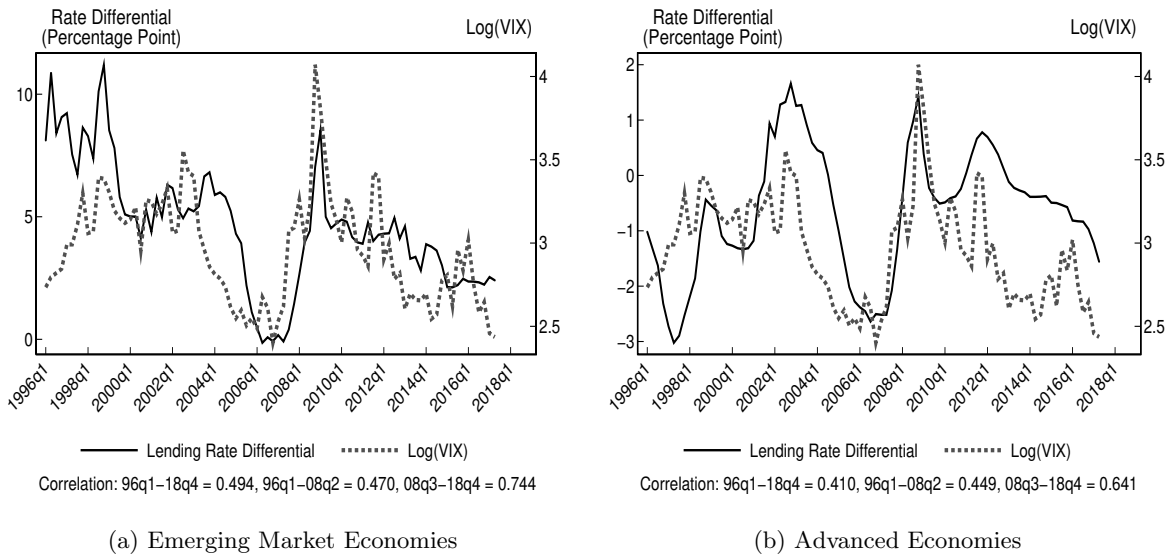 Rate Differential
(Percentage Point)
Log(VIX)
10
5
0
4
3.5
3
2.5
1996q1
1998q1
2000q1
2002q1
2004q1
2006q1
2008q1
2010q1
2012q1
2014q1
2016q1
2018q1
Lending Rate Differential
Log(VIX)
Correlation: 96q1−18q4 = 0.494, 96q1−08q2 = 0.470, 08q3−18q4 = 0.744
(a) Emerging Market Economies
Rate Differential
(Percentage Point)
Log(VIX)
2
1
0
−1
−2
−3
4
3.5
3
2.5
1996q1
1998q1
2000q1
2002q1
2004q1
2006q1
2008q1
2010q1
2012q1
2014q1
2016q1
2018q1
Lending Rate Differential
Log(VIX)
Correlation: 96q1−18q4 = 0.410, 96q1−08q2 = 0.449, 08q3−18q4 = 0.641
(b) Advanced Economies